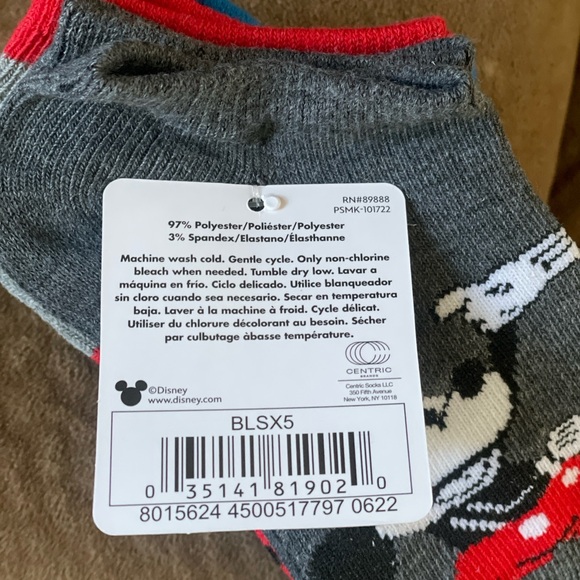 RN#89888
PSMK-101722
97% Polyester/Poliéster/Polyester
3% Spandex/Elastano/Élasthanne
Machine wash cold. Gentle cycle. Only non-chlorine
bleach when needed. Tumble dry low. Lavar a
máquina en frío. Ciclo delicado. Utilice blanqueador
sin cloro cuando sea necesario. Secar en temperatura
baja. Laver à la machine à froid. Cycle délicat.
Utiliser du chlorure décolorant au besoin. Sécher
par culbutage àbasse température.
CENTRIC
BRANDS
Centric Socks LLC
350 Fifth Avenue
New York, NY 10118
©Disney
www.disney.com
BLSX5
0 35141 81902 0
8015624 4500517797 0622